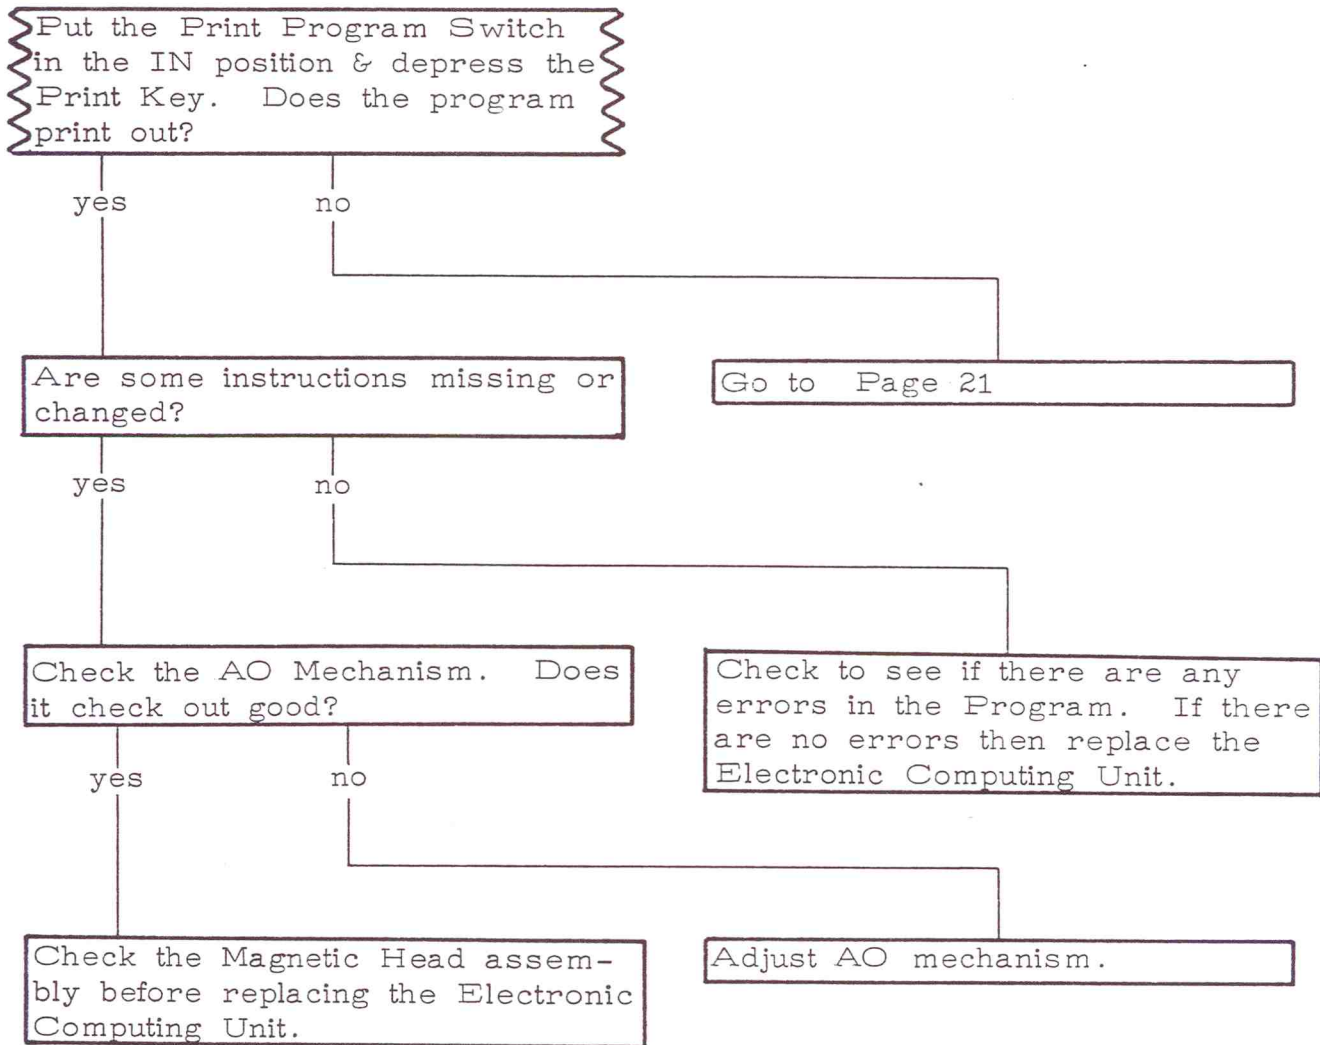 Put the Print Program Switch
in the IN position & depress the
Print Key. Does the program
print out?
yes
no
Are some instructions missing or
changed?
Go to Page 21
yes
no
Check the AO Mechanism. Does
it check out good?
Check to see if there are any
errors in the Program. If there
are no errors then replace the
Electronic Computing Unit.
yes
no
Check the Magnetic Head assem-
bly before replacing the Electronic
Computing Unit.
Adjust AO mechanism.